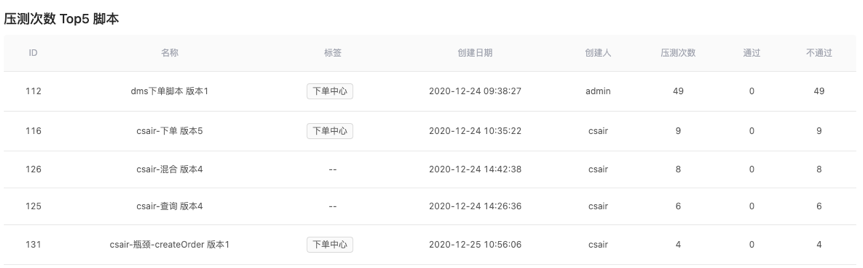 压测次数 Top5 脚本
ID 名称 标签 创建日期 创建人 压测次数 通过 不通过
112 dms下单脚本 版本1 下单中心 2020-12-24 09:38:27 admin 49 0 49
116 csair-下单 版本5 下单中心 2020-12-24 10:35:22 csair 9 0 9
126 csair-混合 版本4 -- 2020-12-24 14:42:38 csair 8 0 8
125 csair-查询 版本4 -- 2020-12-24 14:26:36 csair 6 0 6
131 csair-瓶颈-createOrder 版本1 下单中心 2020-12-25 10:56:06 csair 4 0 4